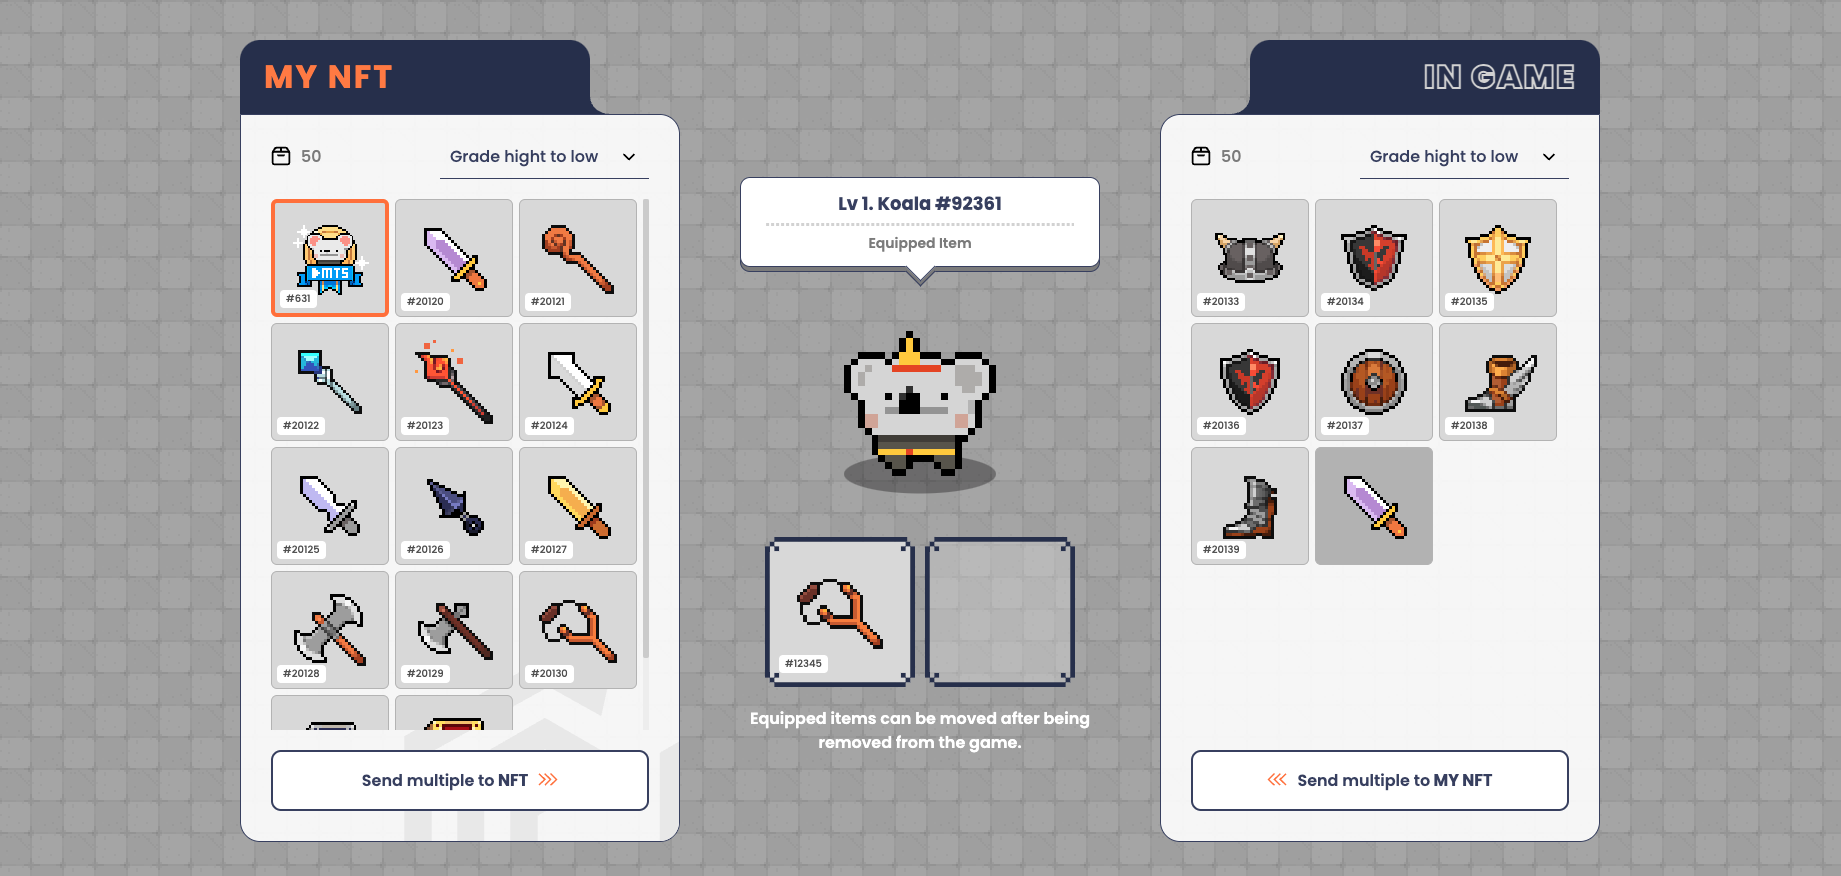 MY NFT
50
Grade hight to low
MTS
#631
#20120
#20121
#20122
#20123
#20124
#20125
#20126
#20127
#20128
#20129
#20130
Send multiple to NFT
Lv 1. Koala #92361
Equipped Item
#12345
Equipped items can be moved after being
removed from the game.
IN GAME
50
Grade hight to low
#20133
#20134
#20135
#20136
#20137
#20138
#20139
Send multiple to MY NFT